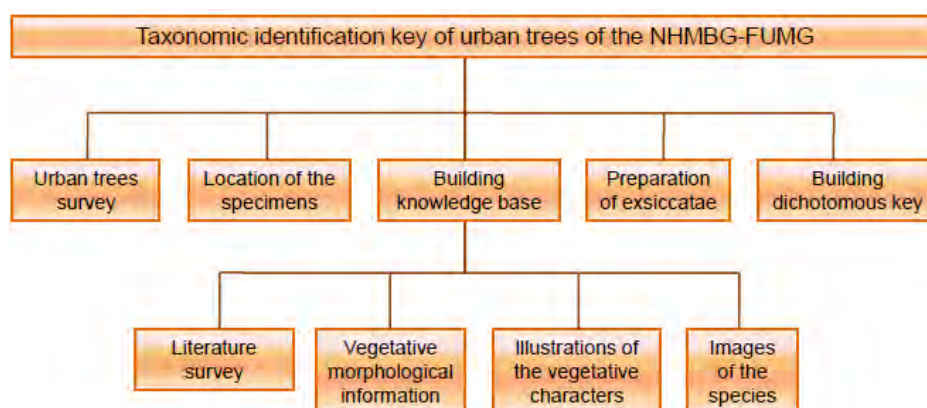 Taxonomic identification key of urban trees of the NHMBG-FUMG
Urban trees
survey
Location of the
specimens
Building
knowledge base
Preparation
of exsiccatae
Building
dichotomous key
Literature
survey
Vegetative
morphological
information
Illustrations of
the vegetative
characters
Images
of the
species